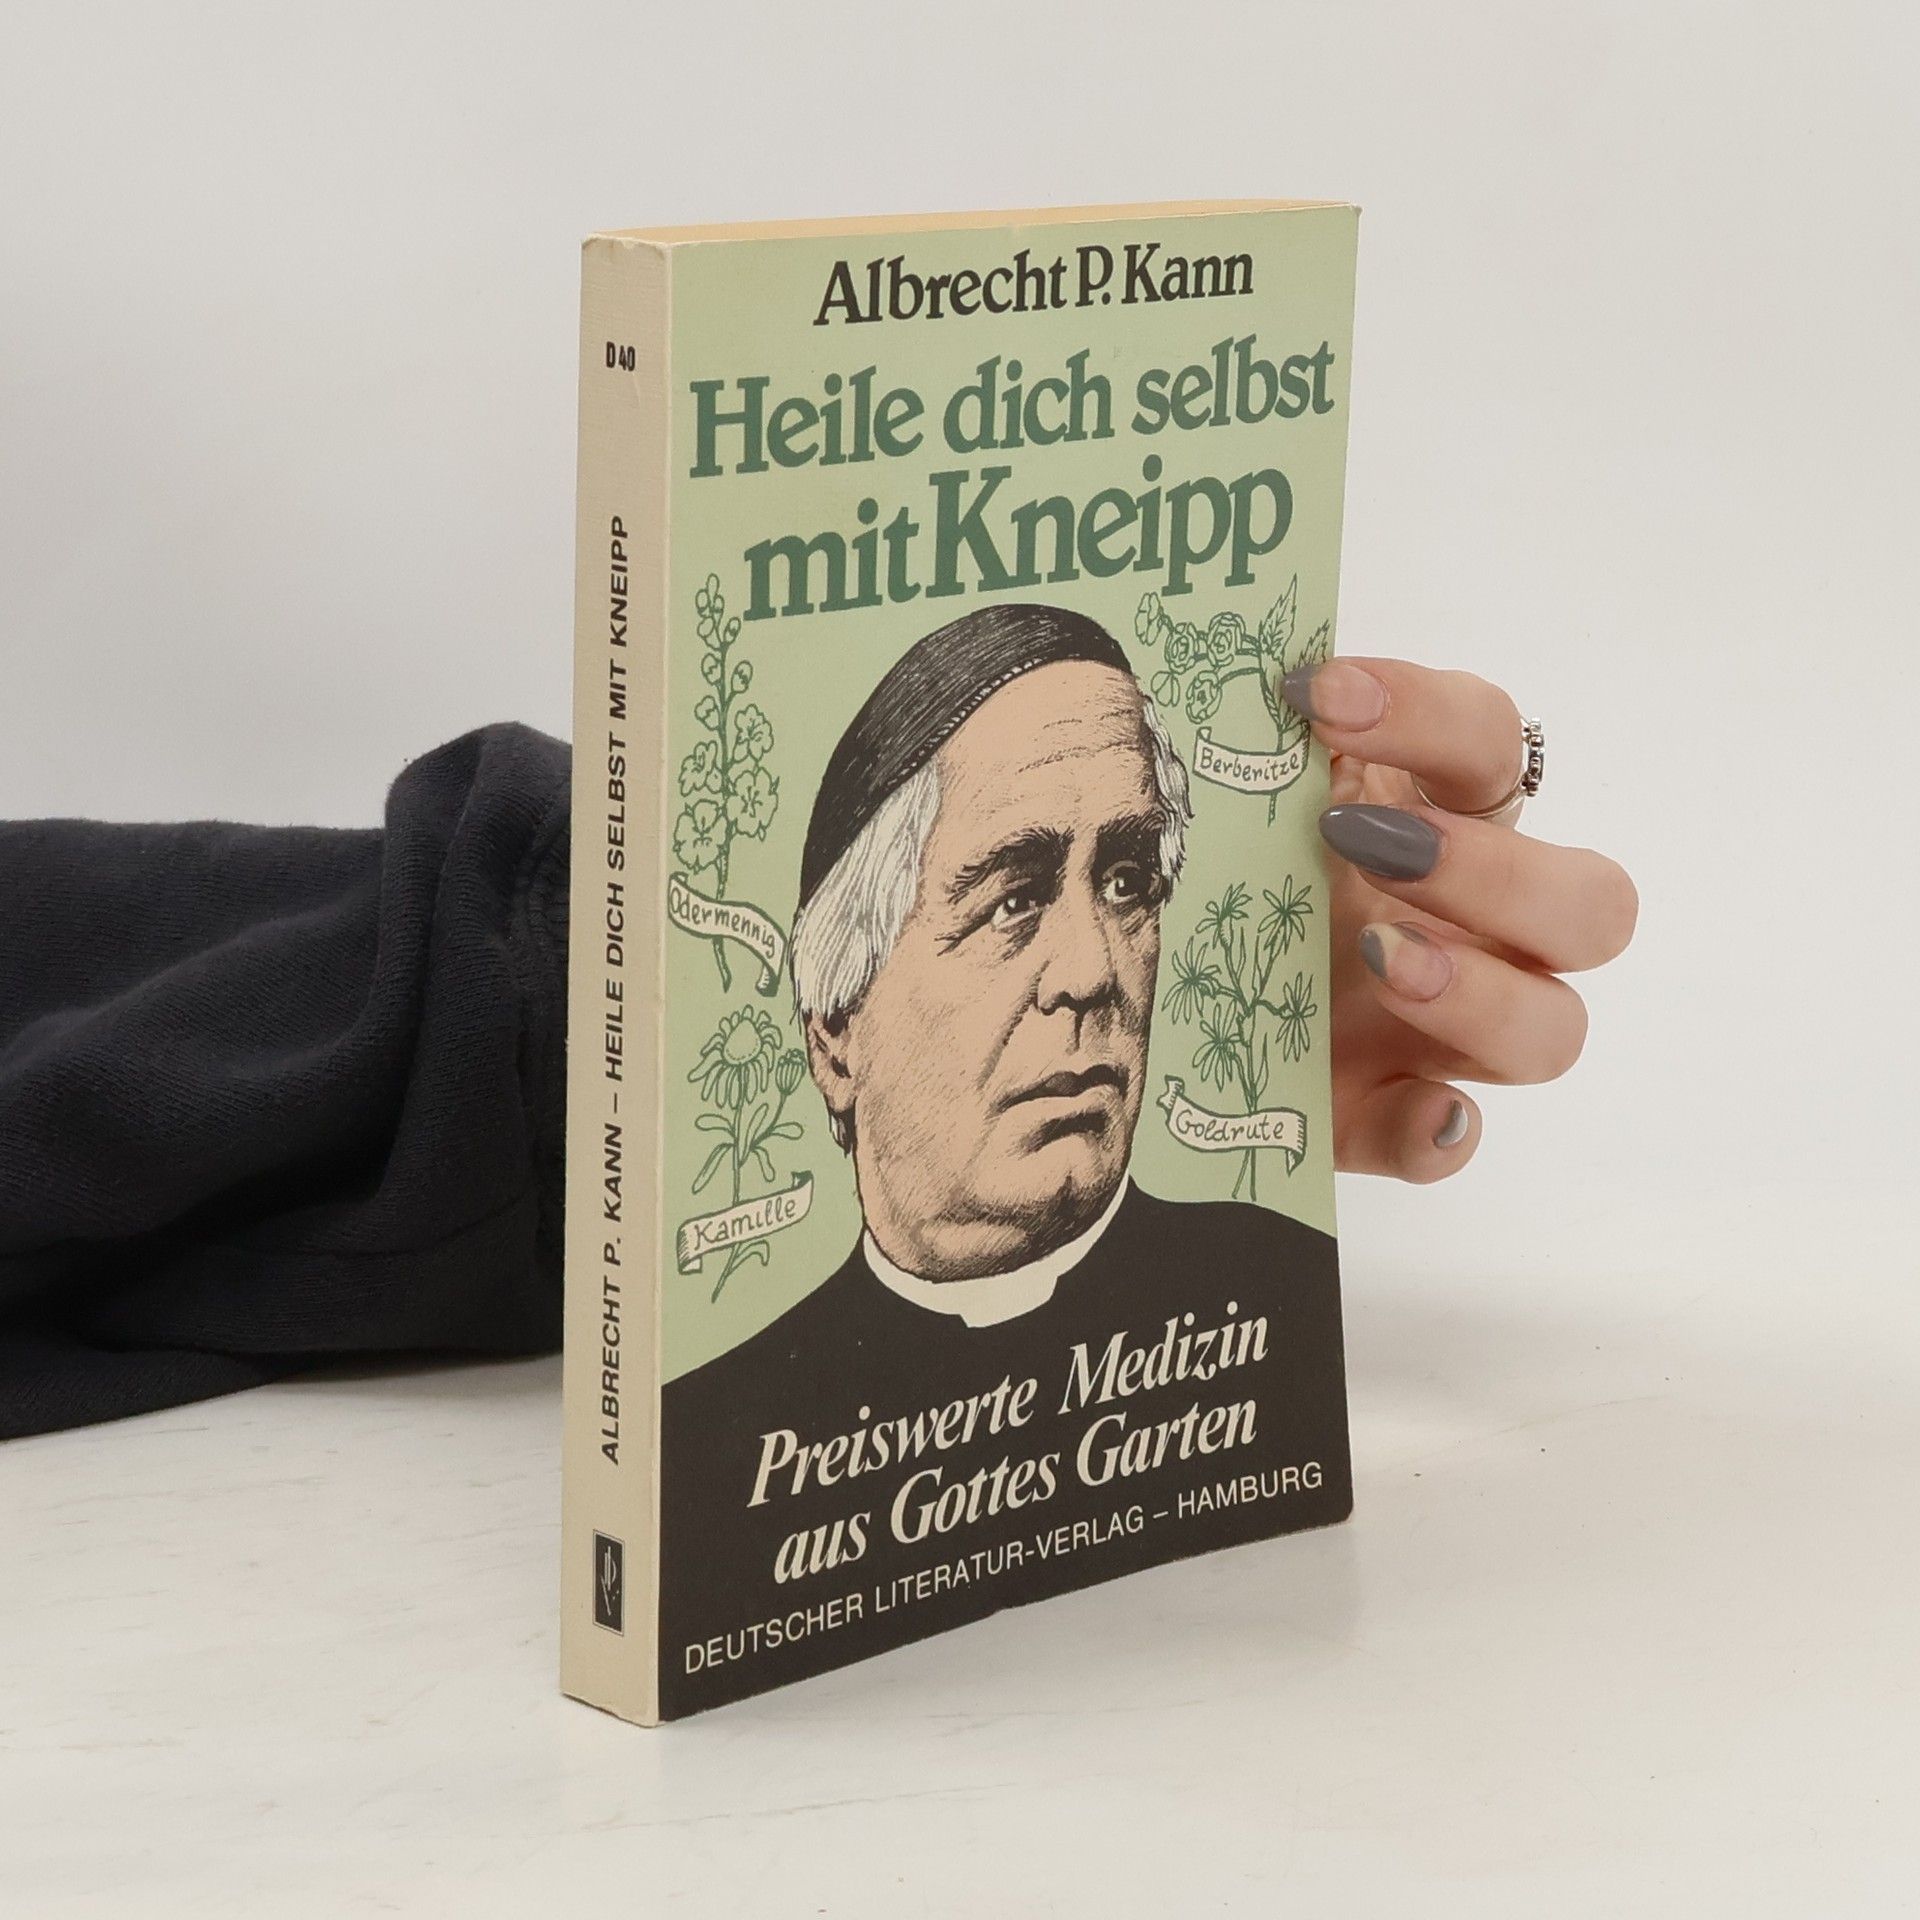 Albrecht P. Kann
Heile dich selbst
mit Kneipp
Odermennig
Berberitze
Kamille
Goldrute
Preiswerte Medizin
aus Gottes Garten
DEUTSCHER LITERATUR-VERLAG – HAMBURG
D 40
ALBRECHT P. KANN – HEILE DICH SELBST MIT KNEIPP